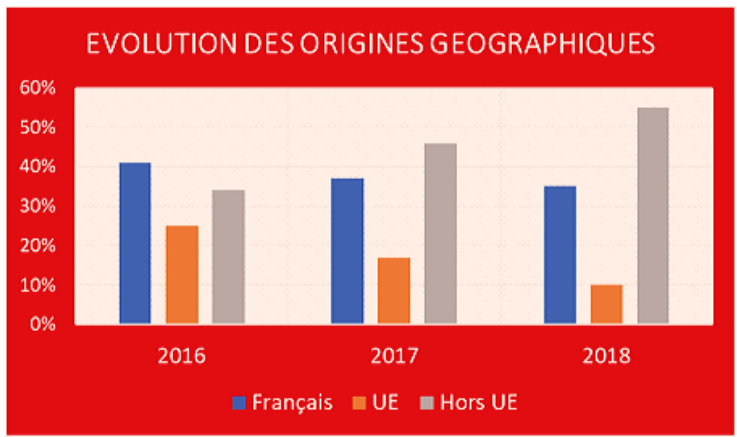 EVOLUTION DES ORIGINES GEOGRAPHIQUES
60%
50%
40%
30%
20%
10%
0%
2016 2017 2018
Français UE Hors UE